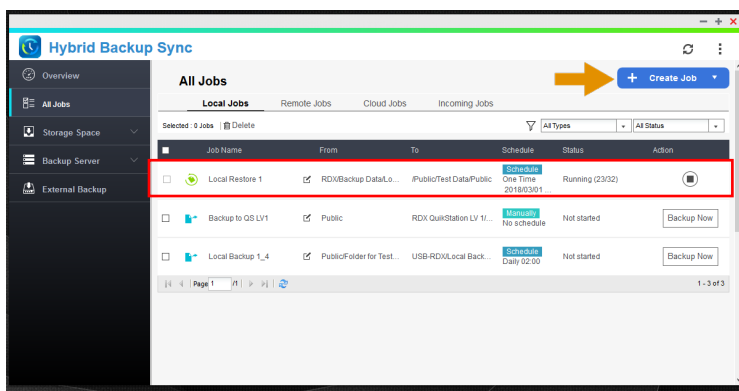 Hybrid Backup Sync
Overview
All Jobs
Storage Space
Backup Server
External Backup
All Jobs
Create Job
Local Jobs Remote Jobs Cloud Jobs Incoming Jobs
Selected : 0 Jobs | Delete All Types All Status
Job Name From To Schedule Status Action
Local Restore 1 RDX/Backup Data/Lo... /Public/Test Data/Public Schedule One Time 2018/03/01 ... Running (23/32)
Backup to QS LV1 Public RDX QuikStation LV 1/... Manually No schedule Not started Backup Now
Local Backup 1_4 Public/Folder for Test... USB-RDX/Local Back... Schedule Daily 02:00 Not started Backup Now
Page 1 /1 1 - 3 of 3